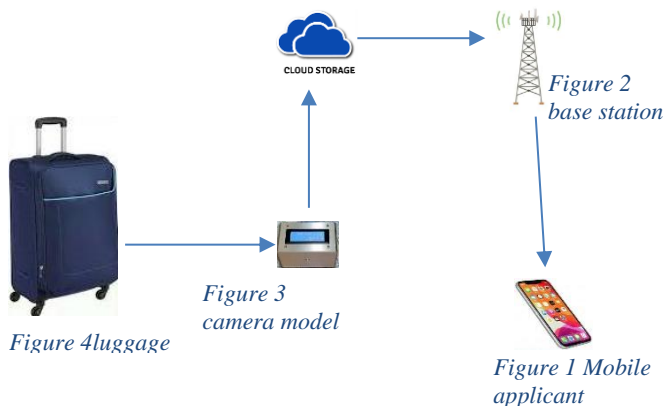 CLOUD STORAGE
Figure 2
base station
Figure 3
camera model
Figure 4luggage
Figure 1 Mobile
applicant